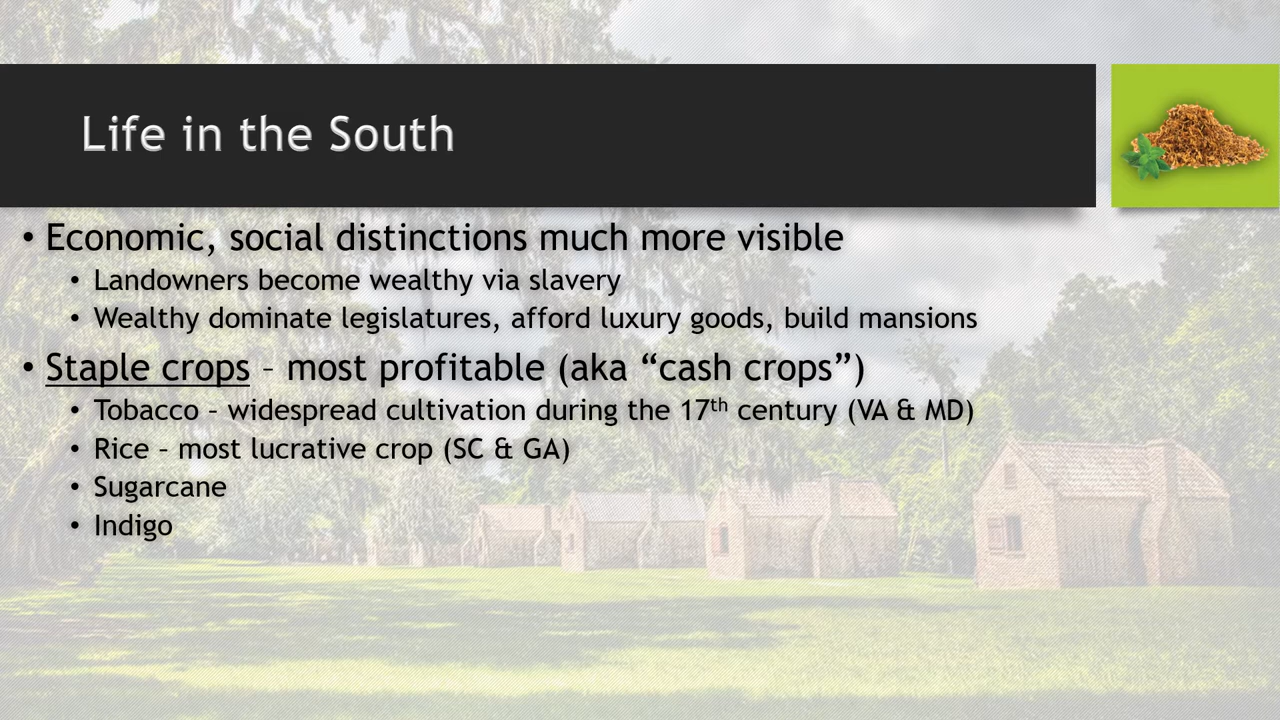 Life in the South
• Economic, social distinctions much more visible
• Landowners become wealthy via slavery
• Wealthy dominate legislatures, afford luxury goods, build mansions
• Staple crops – most profitable (aka “cash crops”)
• Tobacco – widespread cultivation during the 17th century (VA & MD)
• Rice – most lucrative crop (SC & GA)
• Sugarcane
• Indigo